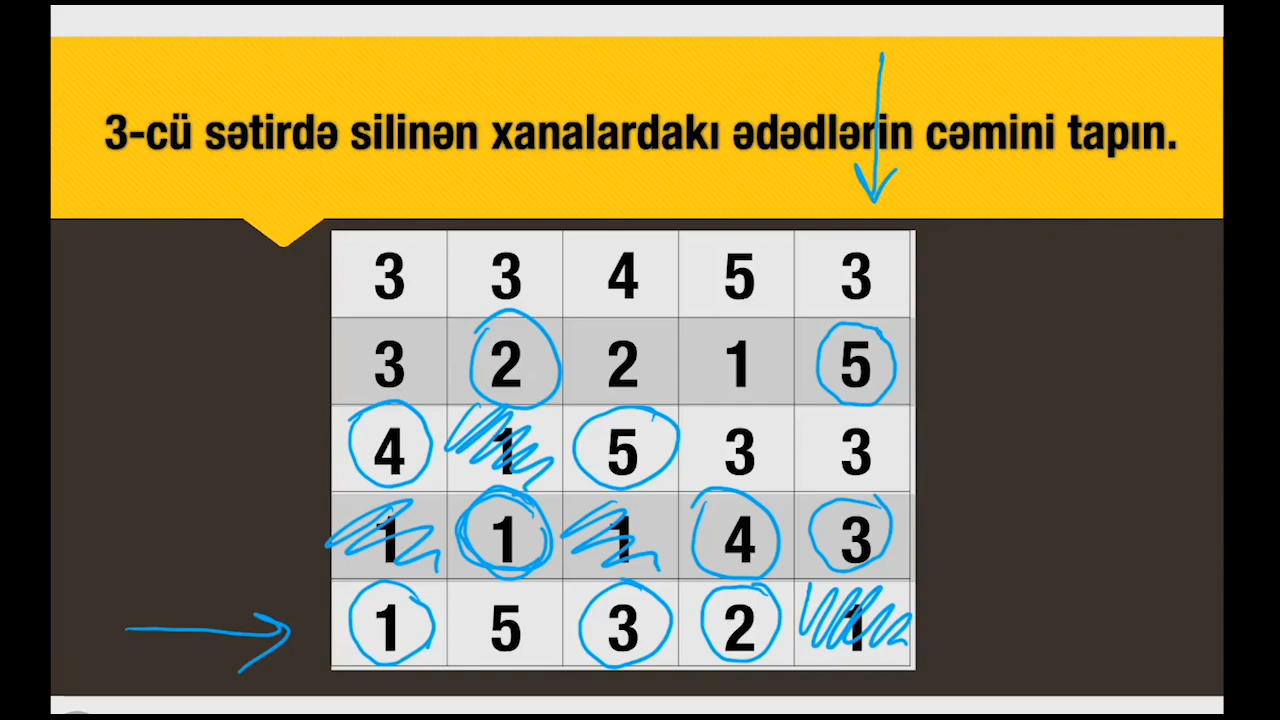 3-cü sətirdə silinən xanalardakı ədədlərin cəmini tapın.
3 3 4 5 3
3 2 2 1 5
4 1 5 3 3
1 1 1 4 3
1 5 3 2 1